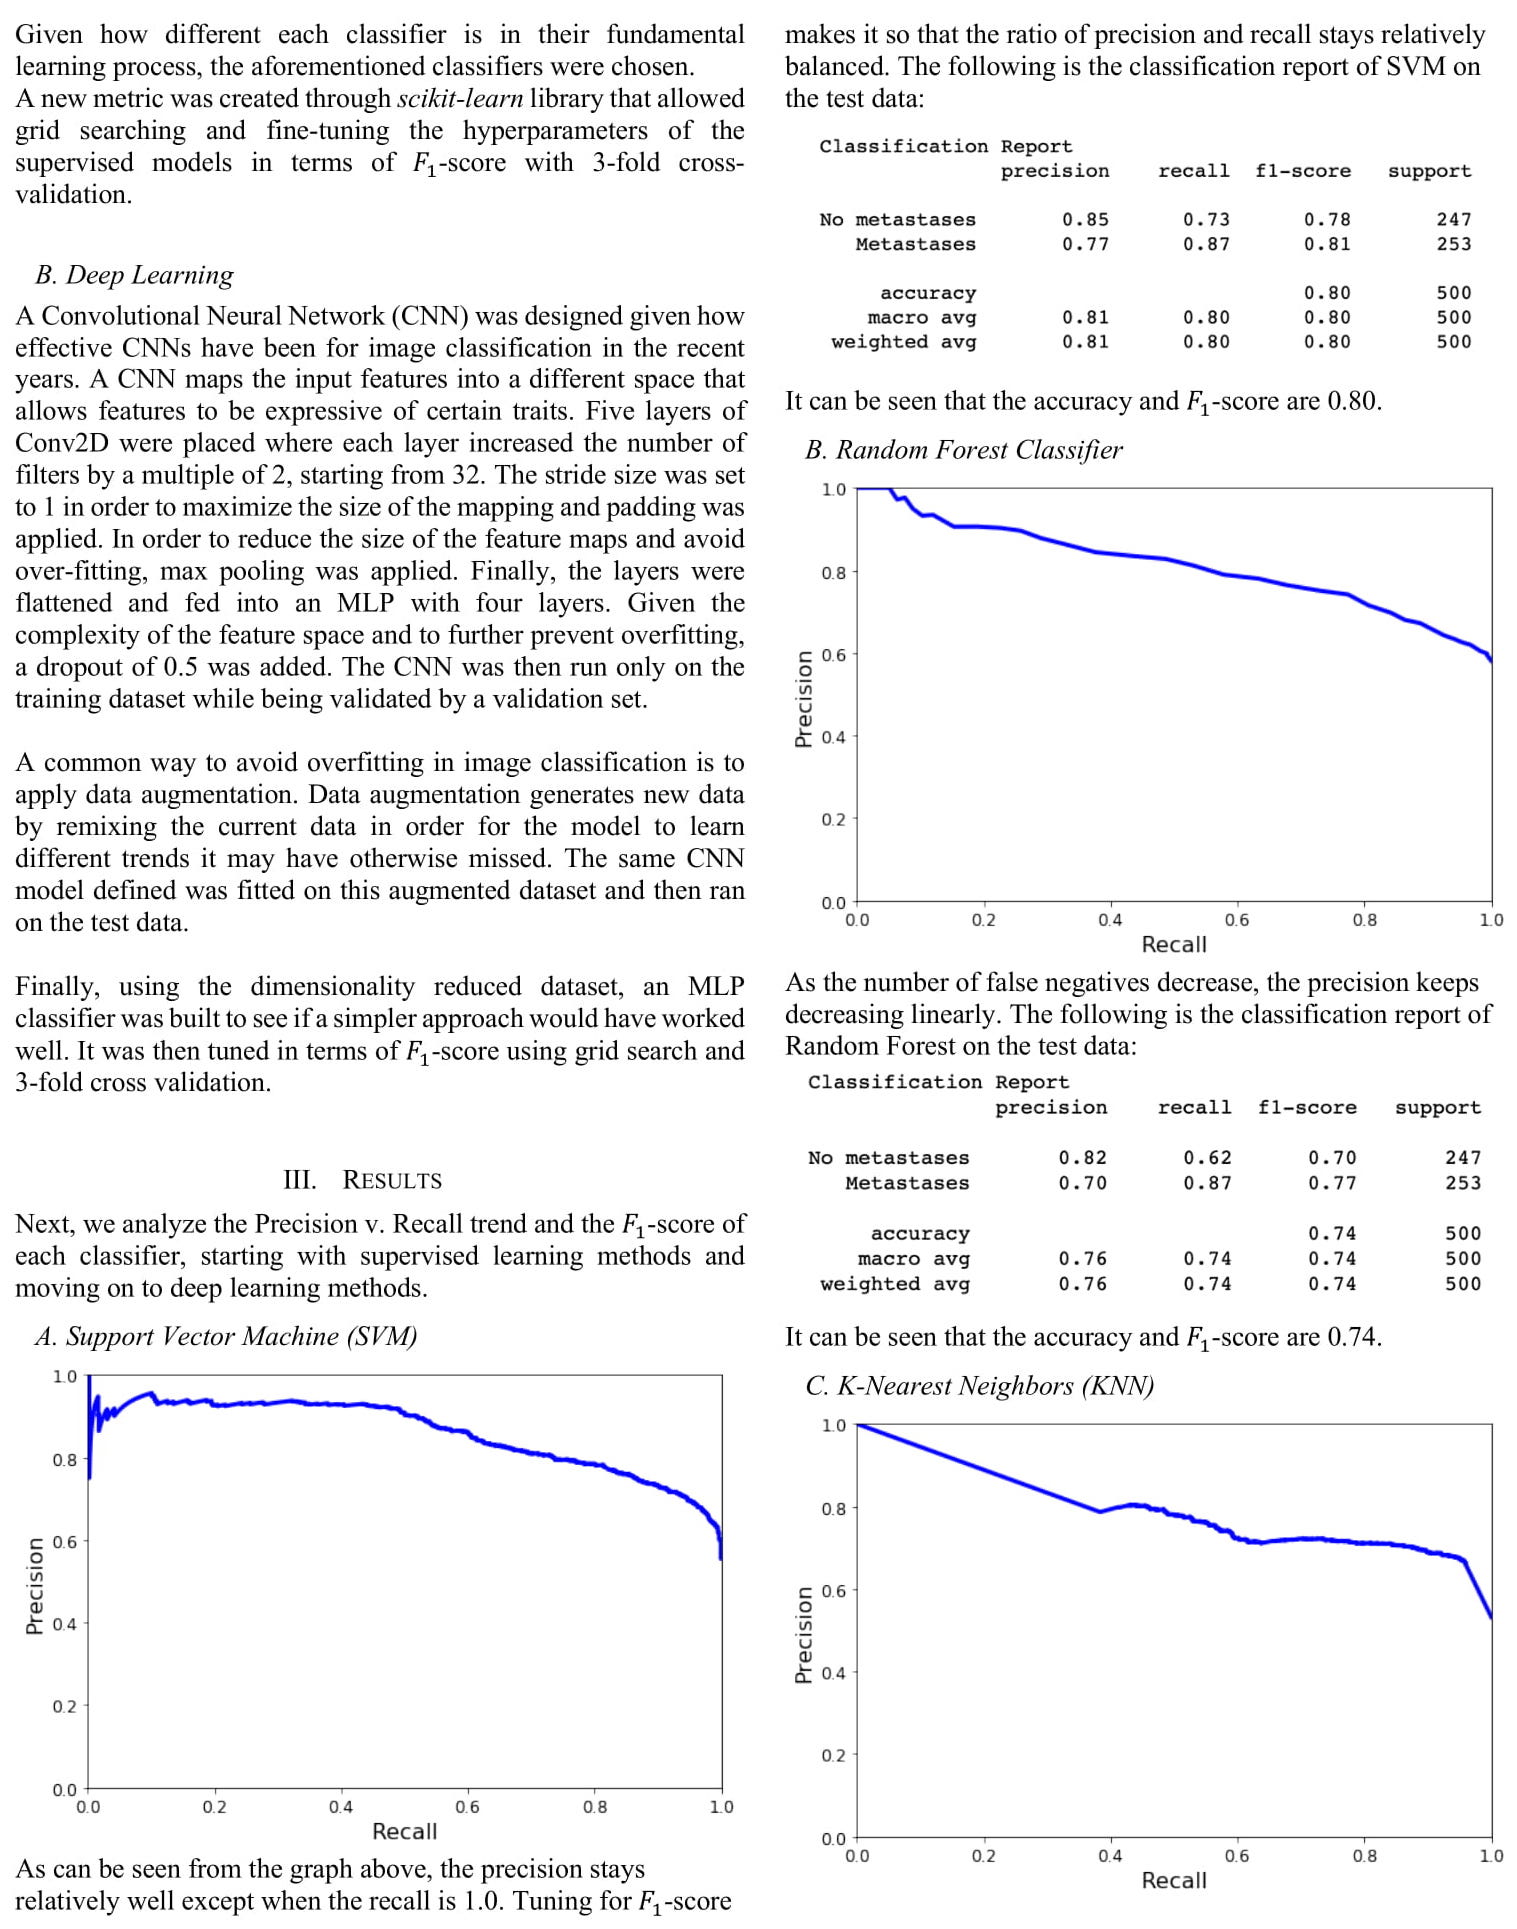 Given how different each classifier is in their fundamental
learning process, the aforementioned classifiers were chosen.
A new metric was created through scikit-learn library that allowed
grid searching and fine-tuning the hyperparameters of the
supervised models in terms of F₁-score with 3-fold cross-
validation.
B. Deep Learning
A Convolutional Neural Network (CNN) was designed given how
effective CNNs have been for image classification in the recent
years. A CNN maps the input features into a different space that
allows features to be expressive of certain traits. Five layers of
Conv2D were placed where each layer increased the number of
filters by a multiple of 2, starting from 32. The stride size was set
to 1 in order to maximize the size of the mapping and padding was
applied. In order to reduce the size of the feature maps and avoid
over-fitting, max pooling was applied. Finally, the layers were
flattened and fed into an MLP with four layers. Given the
complexity of the feature space and to further prevent overfitting,
a dropout of 0.5 was added. The CNN was then run only on the
training dataset while being validated by a validation set.
A common way to avoid overfitting in image classification is to
apply data augmentation. Data augmentation generates new data
by remixing the current data in order for the model to learn
different trends it may have otherwise missed. The same CNN
model defined was fitted on this augmented dataset and then ran
on the test data.
Finally, using the dimensionality reduced dataset, an MLP
classifier was built to see if a simpler approach would have worked
well. It was then tuned in terms of F₁-score using grid search and
3-fold cross validation.
III. RESULTS
Next, we analyze the Precision v. Recall trend and the F₁-score of
each classifier, starting with supervised learning methods and
moving on to deep learning methods.
A. Support Vector Machine (SVM)
1.0
0.8
0.6
0.4
0.2
0.0
Precision
0.0 0.2 0.4 0.6 0.8 1.0
Recall
As can be seen from the graph above, the precision stays
relatively well except when the recall is 1.0. Tuning for F₁-score
makes it so that the ratio of precision and recall stays relatively
balanced. The following is the classification report of SVM on
the test data:
Classification Report
precision recall f1-score support
No metastases 0.85 0.73 0.78 247
Metastases 0.77 0.87 0.81 253
accuracy 0.80 500
macro avg 0.81 0.80 0.80 500
weighted avg 0.81 0.80 0.80 500
It can be seen that the accuracy and F₁-score are 0.80.
B. Random Forest Classifier
1.0
0.8
0.6
0.4
0.2
0.0
Precision
0.0 0.2 0.4 0.6 0.8 1.0
Recall
As the number of false negatives decrease, the precision keeps
decreasing linearly. The following is the classification report of
Random Forest on the test data:
Classification Report
precision recall f1-score support
No metastases 0.82 0.62 0.70 247
Metastases 0.70 0.87 0.77 253
accuracy 0.74 500
macro avg 0.76 0.74 0.74 500
weighted avg 0.76 0.74 0.74 500
It can be seen that the accuracy and F₁-score are 0.74.
C. K-Nearest Neighbors (KNN)
1.0
0.8
0.6
0.4
0.2
0.0
Precision
0.0 0.2 0.4 0.6 0.8 1.0
Recall